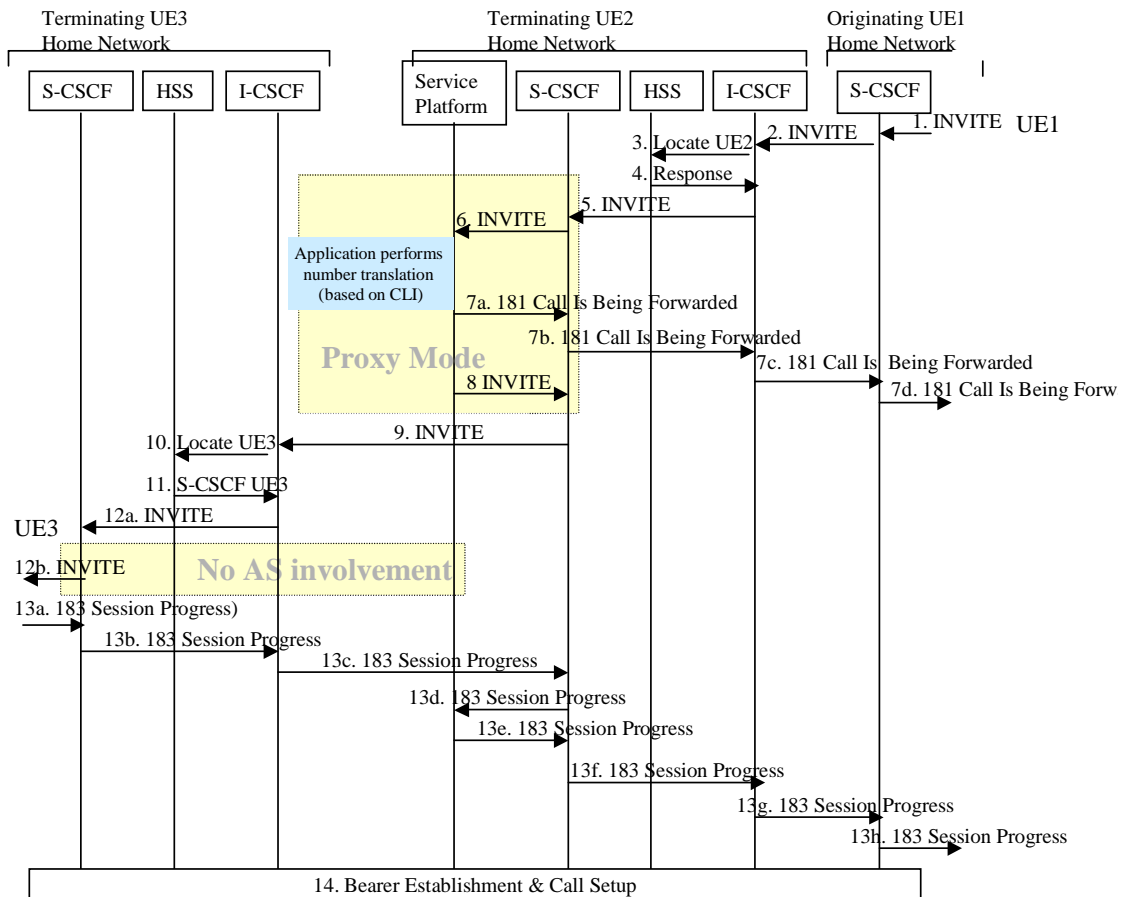 Terminating UE3
Home Network
Terminating UE2
Home Network
Originating UE1
Home Network
S-CSCF
HSS
I-CSCF
Service
Platform
S-CSCF
HSS
I-CSCF
S-CSCF
1. INVITE
UE1
2. INVITE
3. Locate UE2
4. Response
5. INVITE
6. INVITE
Application performs
number translation
(based on CLI)
7a. 181 Call Is Being Forwarded
7b. 181 Call Is Being Forwarded
Proxy Mode
7c. 181 Call Is Being Forwarded
8 INVITE
7d. 181 Call Is Being Forw
9. INVITE
10. Locate UE3
11. S-CSCF UE3
12a. INVITE
UE3
12b. INVITE
No AS involvement
13a. 183 Session Progress)
13b. 183 Session Progress
13c. 183 Session Progress
13d. 183 Session Progress
13e. 183 Session Progress
13f. 183 Session Progress
13g. 183 Session Progress
13h. 183 Session Progress
14. Bearer Establishment & Call Setup